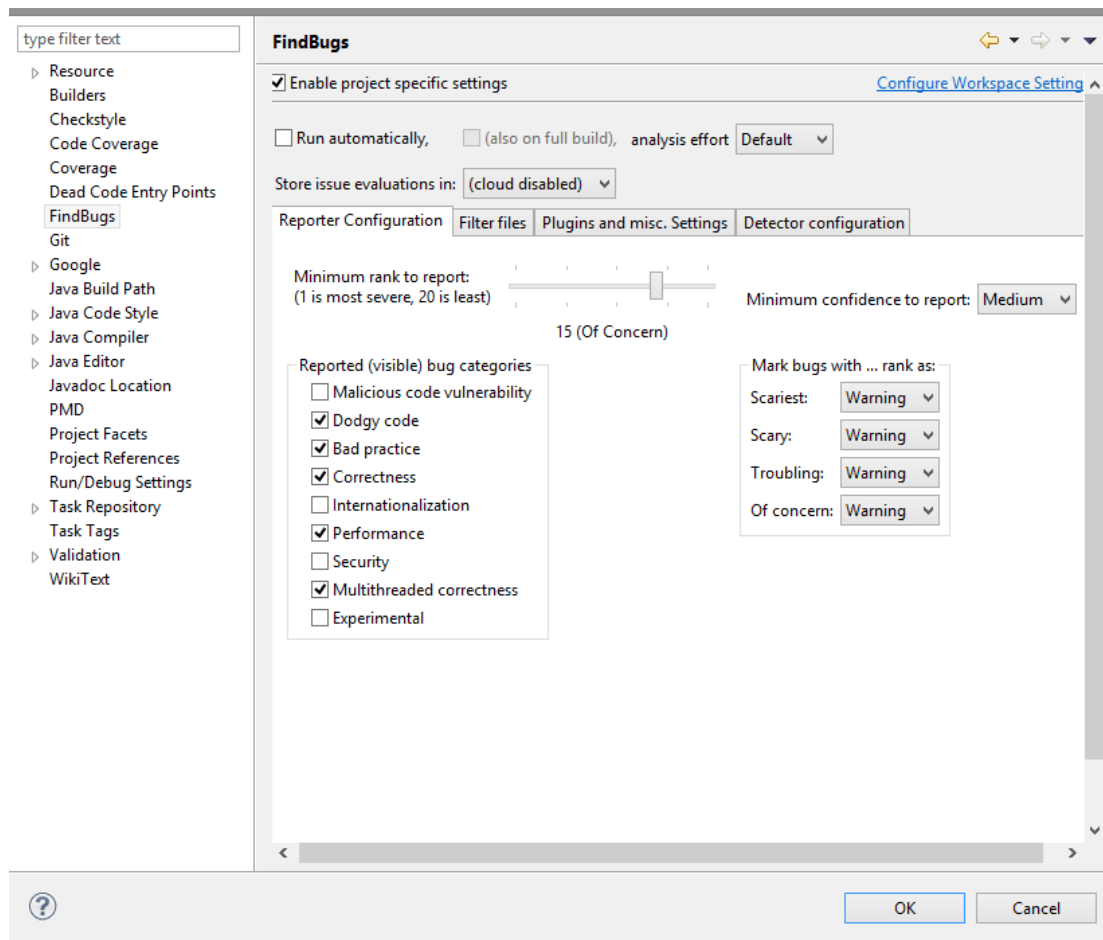 type filter text
Resource
Builders
Checkstyle
Code Coverage
Coverage
Dead Code Entry Points
FindBugs
Git
Google
Java Build Path
Java Code Style
Java Compiler
Java Editor
Javadoc Location
PMD
Project Facets
Project References
Run/Debug Settings
Task Repository
Task Tags
Validation
WikiText
FindBugs
Enable project specific settings Configure Workspace Setting
Run automatically, (also on full build), analysis effort Default
Store issue evaluations in: (cloud disabled)
Reporter Configuration Filter files Plugins and misc. Settings Detector configuration
Minimum rank to report:
(1 is most severe, 20 is least)
15 (Of Concern)
Minimum confidence to report: Medium
Reported (visible) bug categories
Malicious code vulnerability
Dodgy code
Bad practice
Correctness
Internationalization
Performance
Security
Multithreaded correctness
Experimental
Mark bugs with ... rank as:
Scariest: Warning
Scary: Warning
Troubling: Warning
Of concern: Warning
?
OK Cancel